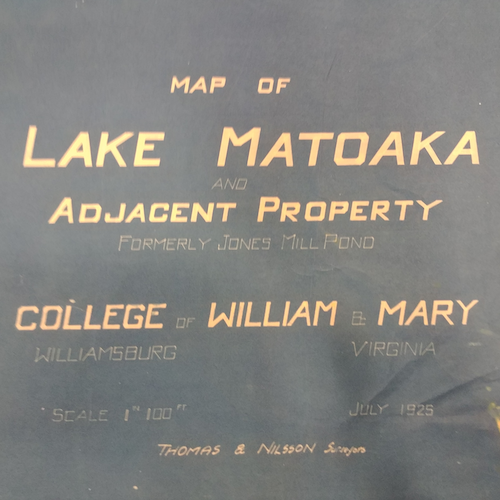 MAP OF
LAKE MATOAKA
AND
ADJACENT PROPERTY
FORMERLY JONES MILL POND
COLLEGE OF WILLIAM & MARY
WILLIAMSBURG VIRGINIA
SCALE 1" 100 FT JULY
THOMAS & NILSSON Surveyors